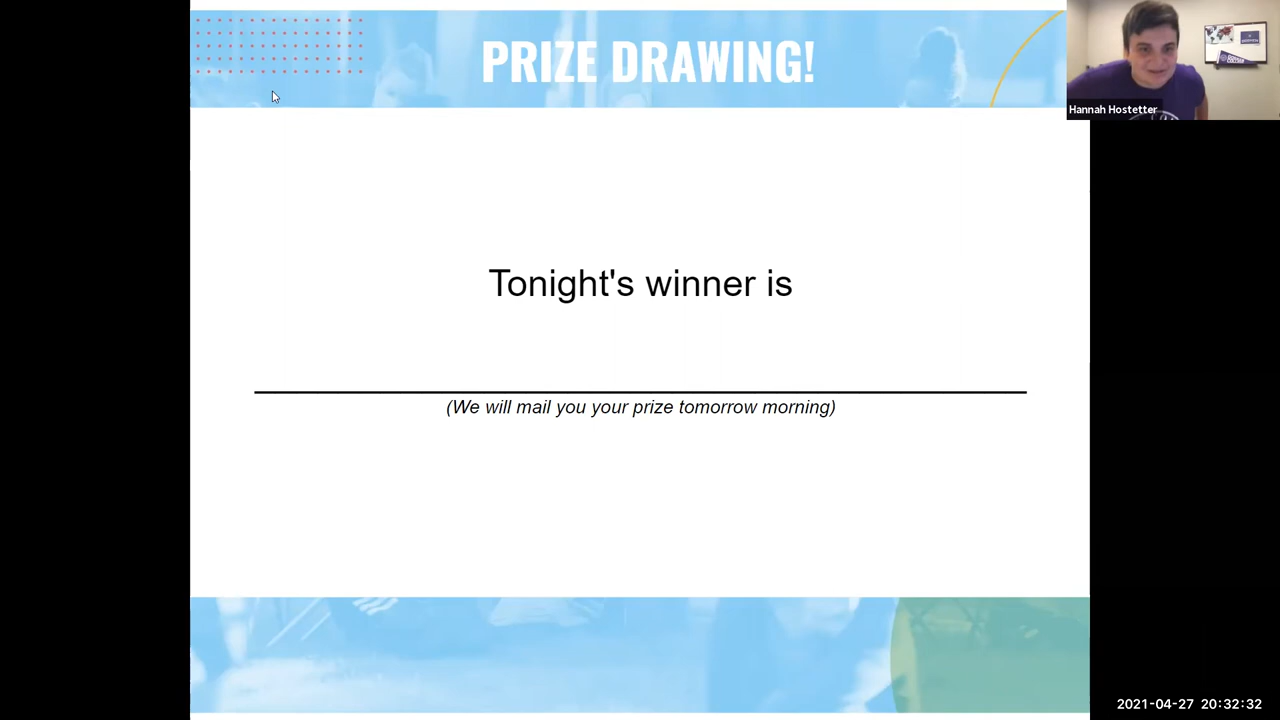 PRIZE DRAWING!
Hannah Hostetter
Tonight's winner is
(We will mail you your prize tomorrow morning)
2021-04-27 20:32:32